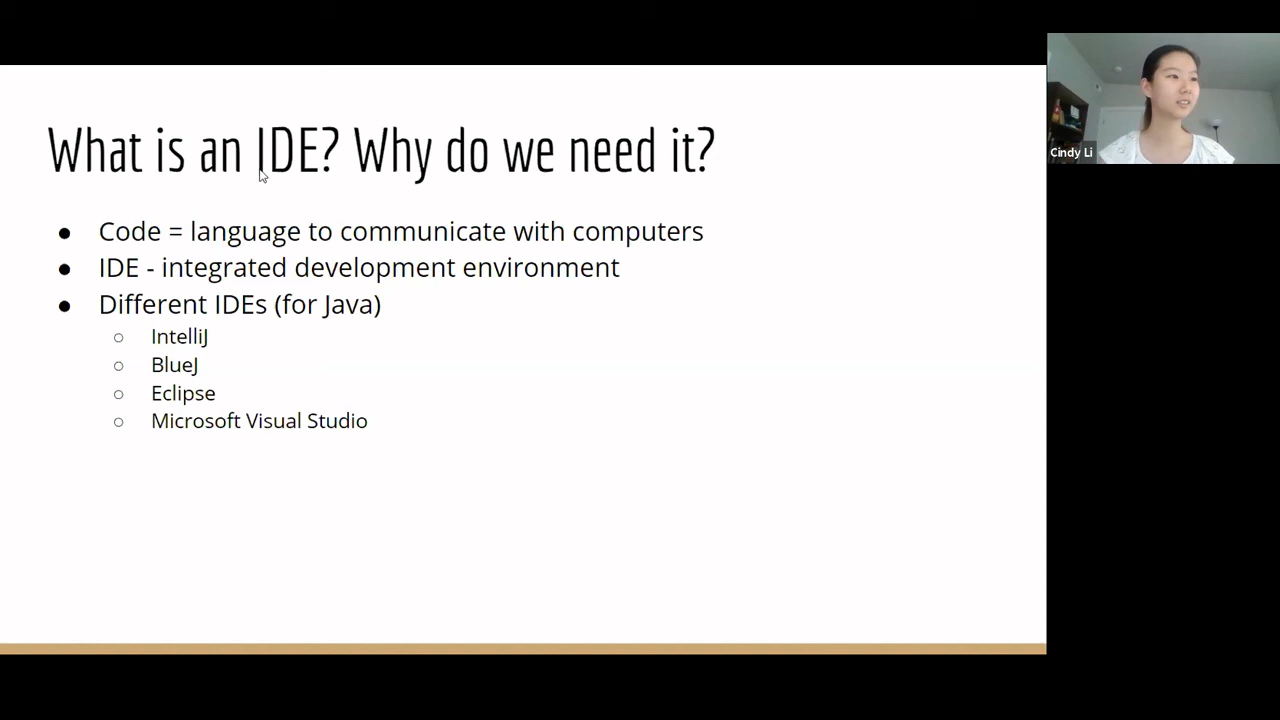 What is an IDE? Why do we need it?
● Code = language to communicate with computers
● IDE - integrated development environment
● Different IDEs (for Java)
○ IntelliJ
○ BlueJ
○ Eclipse
○ Microsoft Visual Studio
Cindy Li